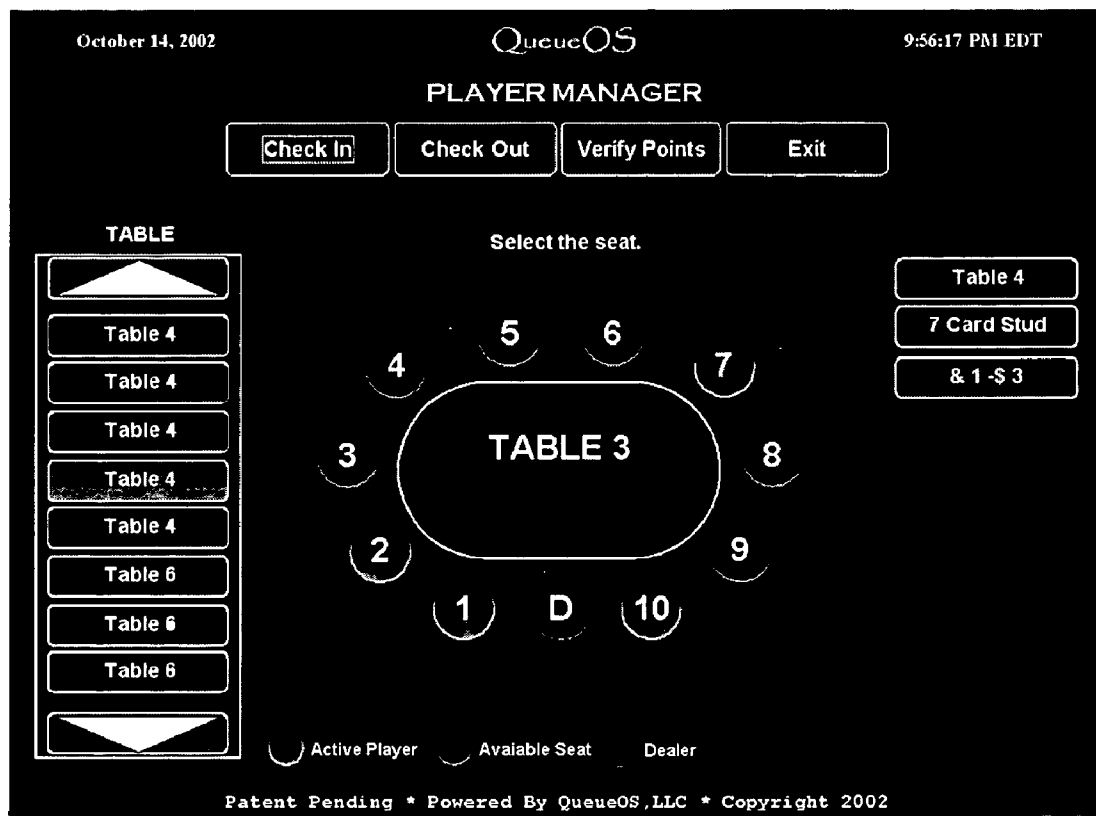 October 14, 2002 QueueOS 9:56:17 PM EDT
PLAYER MANAGER
Check In Check Out Verify Points Exit
TABLE
Select the seat.
Table 4
Table 4
Table 4
Table 4
Table 4
Table 6
Table 6
Table 6
5 6
4 7
3 TABLE 3 8
2 9
1 D 10
Table 4
7 Card Stud
& 1 -$ 3
Active Player Avaiable Seat Dealer
Patent Pending * Powered By QueueOS,LLC * Copyright 2002